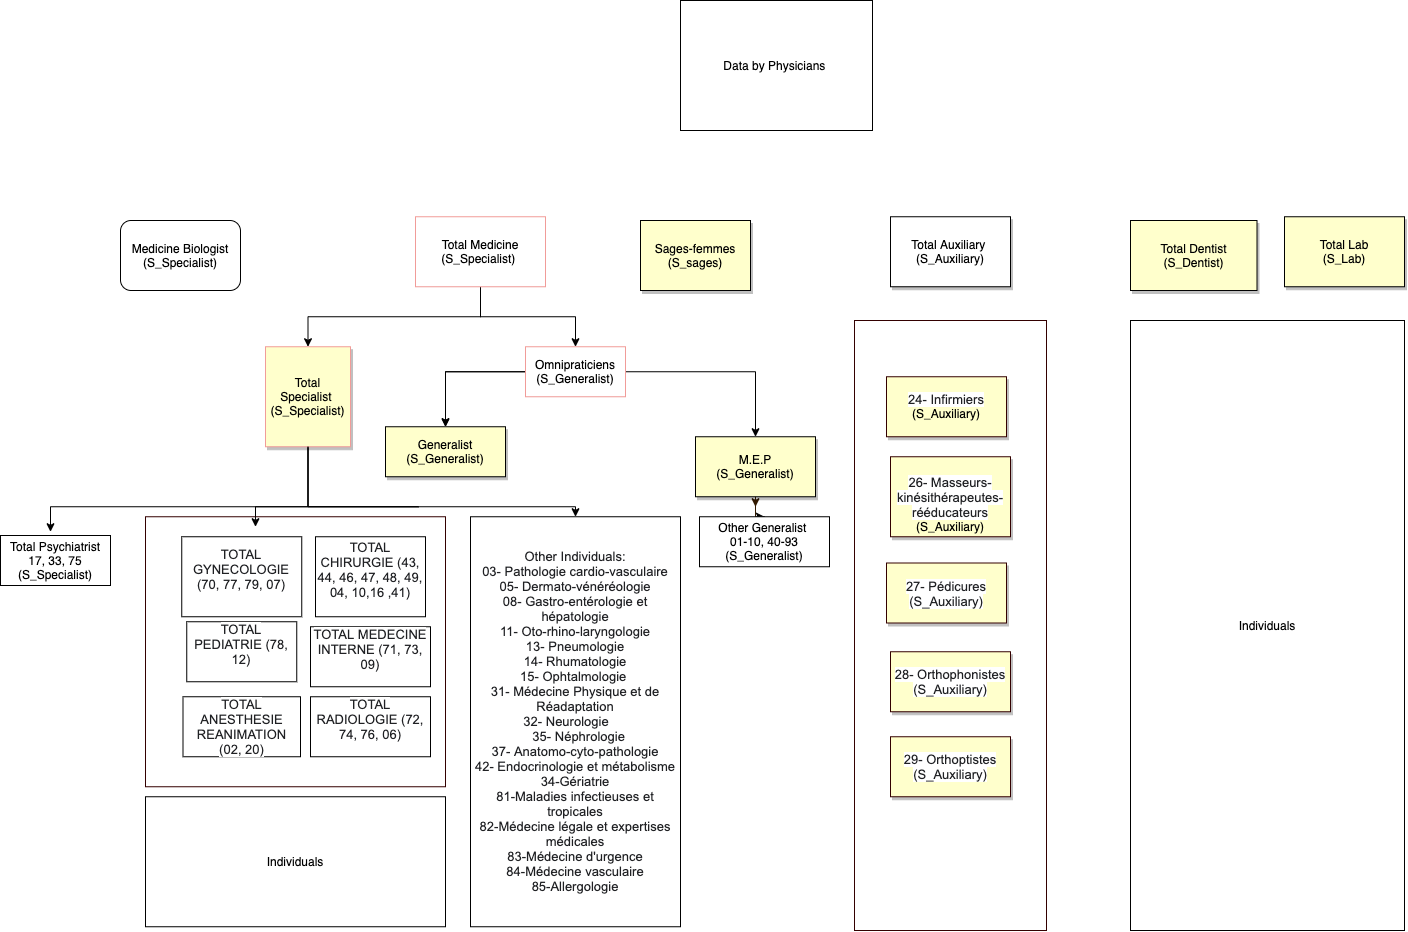 Data by Physicians
Medicine Biologist
(S_Specialist)
Total Medicine
(S_Specialist)
Sages-femmes
(S_sages)
Total Auxiliary
(S_Auxiliary)
Total Dentist
(S_Dentist)
Total Lab
(S_Lab)
Total
Specialist
(S_Specialist)
Omnipraticiens
(S_Generalist)
Generalist
(S_Generalist)
M.E.P
(S_Generalist)
Other Generalist
01-10, 40-93
(S_Generalist)
Total Psychiatrist
17, 33, 75
(S_Specialist)
TOTAL
GYNECOLOGIE
(70, 77, 79, 07)
TOTAL
CHIRURGIE (43,
44, 46, 47, 48, 49,
04, 10,16 ,41)
TOTAL
PEDIATRIE (78,
12)
TOTAL MEDECINE
INTERNE (71, 73,
09)
TOTAL
ANESTHESIE
REANIMATION
(02, 20)
TOTAL
RADIOLOGIE (72,
74, 76, 06)
Individuals
Other Individuals:
03- Pathologie cardio-vasculaire
05- Dermato-vénéréologie
08- Gastro-entérologie et
hépatologie
11- Oto-rhino-laryngologie
13- Pneumologie
14- Rhumatologie
15- Ophtalmologie
31- Médecine Physique et de
Réadaptation
32- Neurologie
35- Néphrologie
37- Anatomo-cyto-pathologie
42- Endocrinologie et métabolisme
34-Gériatrie
81-Maladies infectieuses et
tropicales
82-Médecine légale et expertises
médicales
83-Médecine d'urgence
84-Médecine vasculaire
85-Allergologie
24- Infirmiers
(S_Auxiliary)
26- Masseurs-
kinésithérapeutes-
rééducateurs
(S_Auxiliary)
27- Pédicures
(S_Auxiliary)
28- Orthophonistes
(S_Auxiliary)
29- Orthoptistes
(S_Auxiliary)
Individuals